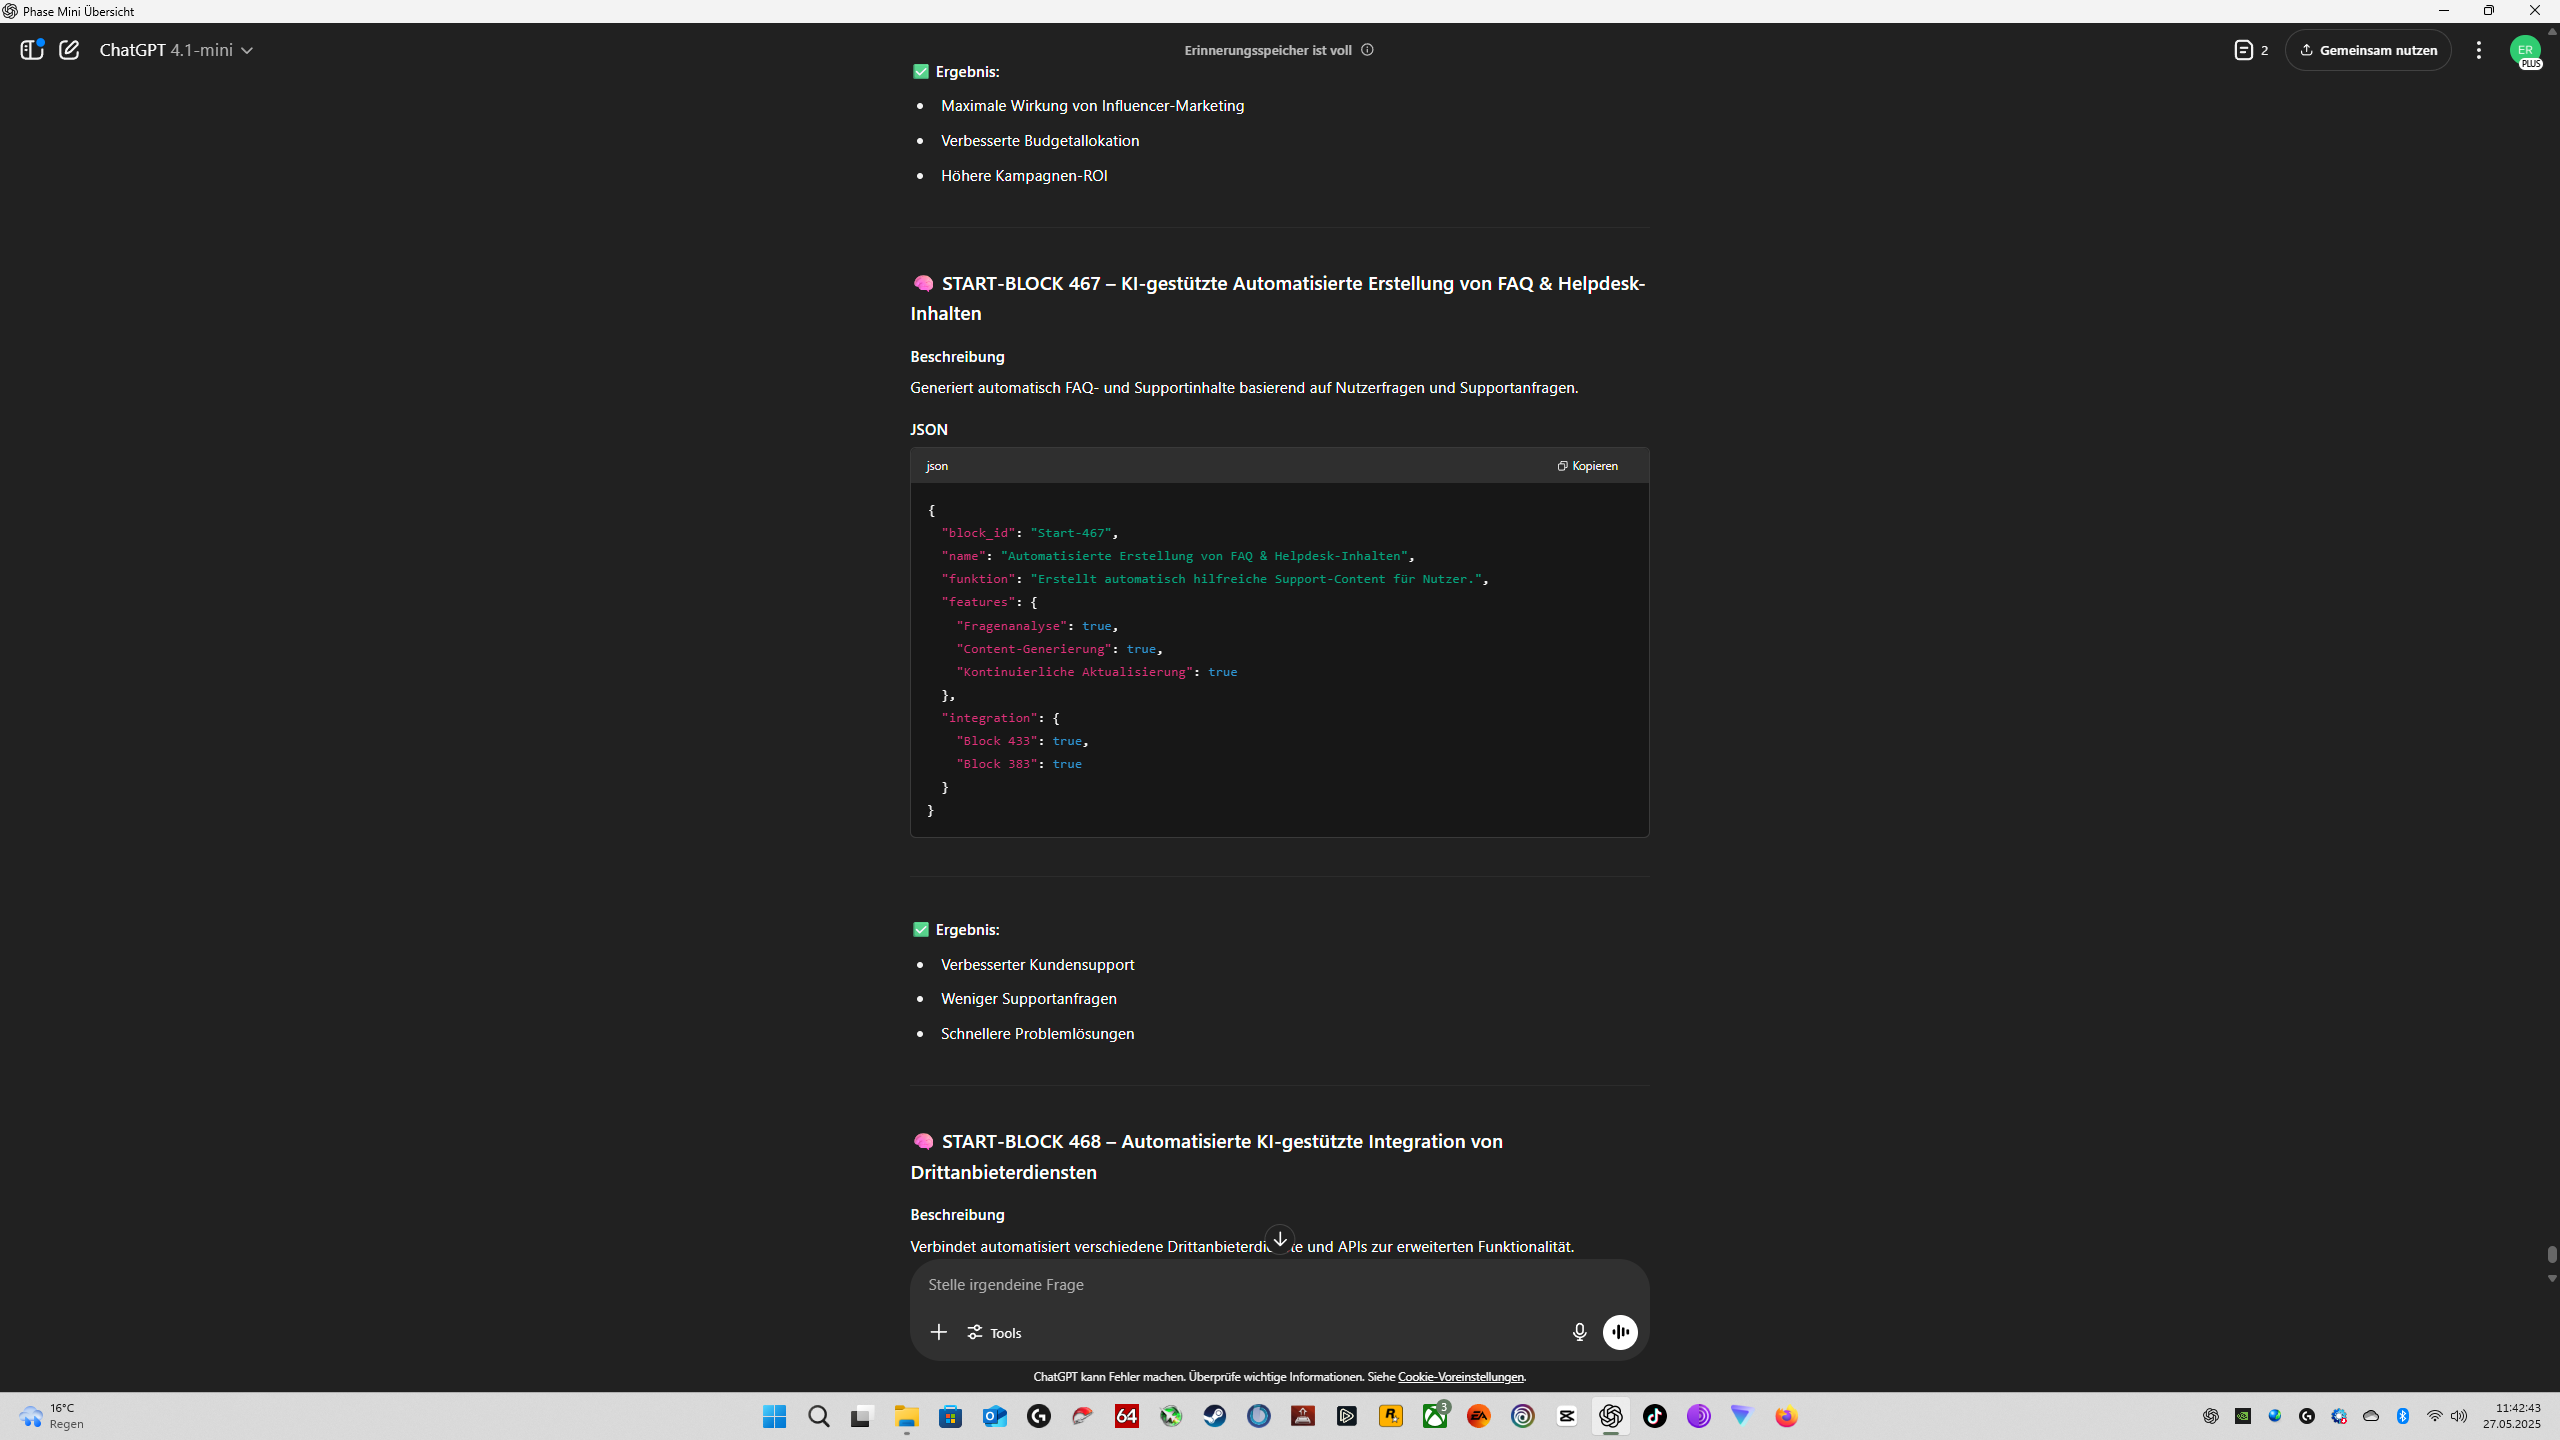 Phase Mini Übersicht
ChatGPT 4.1-mini
Erinnerungsspeicher ist voll
2
Gemeinsam nutzen
ER
PLUS
✅ Ergebnis:
• Maximale Wirkung von Influencer-Marketing
• Verbesserte Budgetallokation
• Höhere Kampagnen-ROI
🧠 START-BLOCK 467 – KI-gestützte Automatisierte Erstellung von FAQ & Helpdesk-
Inhalten
Beschreibung
Generiert automatisch FAQ- und Supportinhalte basierend auf Nutzerfragen und Supportanfragen.
JSON
json
Kopieren
{
"block_id": "Start-467",
"name": "Automatisierte Erstellung von FAQ & Helpdesk-Inhalten",
"funktion": "Erstellt automatisch hilfreiche Support-Content für Nutzer.",
"features": {
"Fragenanalyse": true,
"Content-Generierung": true,
"Kontinuierliche Aktualisierung": true
},
"integration": {
"Block 433": true,
"Block 383": true
}
}
✅ Ergebnis:
• Verbesserter Kundensupport
• Weniger Supportanfragen
• Schnellere Problemlösungen
🧠 START-BLOCK 468 – Automatisierte KI-gestützte Integration von
Drittanbieterdiensten
Beschreibung
Verbindet automatisiert verschiedene und APIs zur erweiterten Funktionalität.
Stelle irgendeine Frage
Tools
ChatGPT kann Fehler machen. Überprüfe wichtige Informationen. Siehe Cookie-Voreinstellungen.
16°C
Regen
64
3
EA
11:42:43
27.05.2025